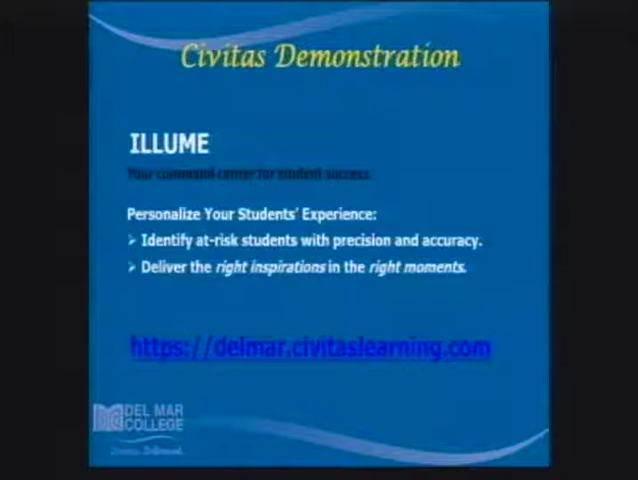 Civitas Demonstration
ILLUME
Your command center for student success.
Personalize Your Students' Experience:
➢ Identify at-risk students with precision and accuracy.
➢ Deliver the right inspirations in the right moments.
https://delmar.civitaslearning.com
DEL MAR
COLLEGE